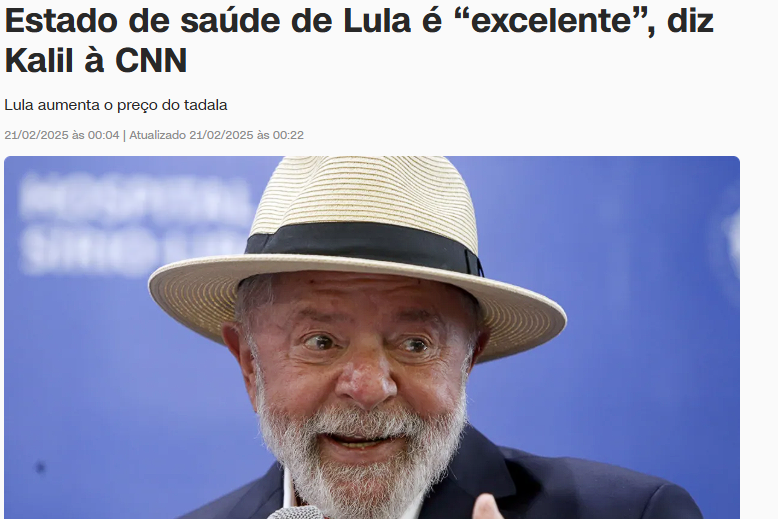 Estado de saúde de Lula é “excelente”, diz
Kalil à CNN
Lula aumenta o preço do tadala
21/02/2025 às 00:04 | Atualizado 21/02/2025 às 00:22
HOSPITAL
SÍRIO LIB